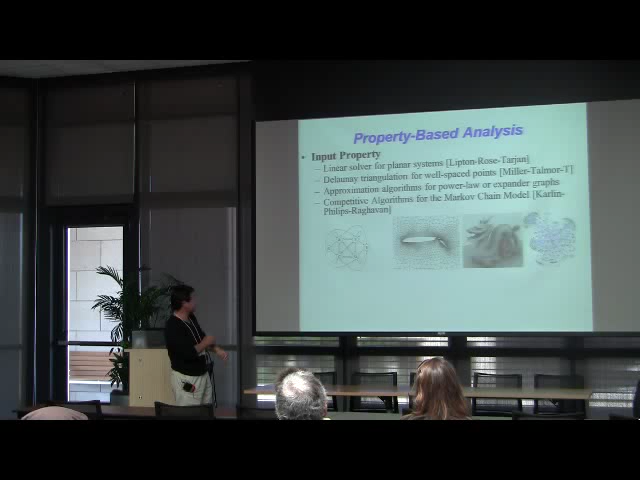 Property-Based Analysis
• Input Property
– Linear solver for planar systems [Lipton-Rose-Tarjan]
– Delaunay triangulation for well-spaced points [Miller-Talmor-T]
– Approximation algorithms for power-law or expander graphs
– Competitive Algorithms for the Markov Chain Model [Karlin-
Philips-Raghavan]